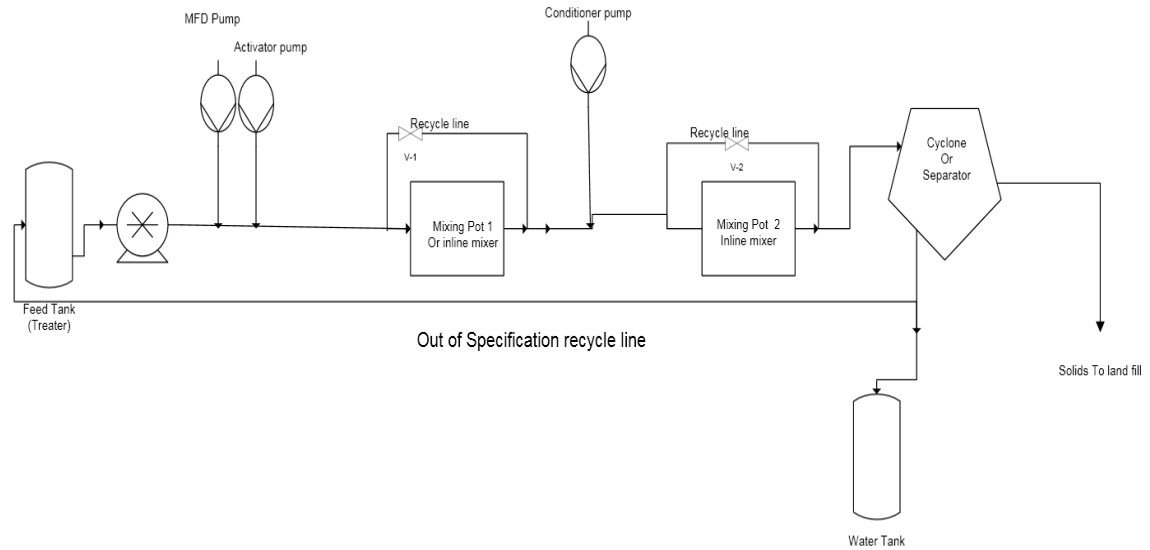 MFD Pump
Activator pump
Conditioner pump
Recycle line
V-1
Recycle line
V-2
Cyclone
Or
Separator
Mixing Pot 1
Or inline mixer
Mixing Pot 2
Inline mixer
Feed Tank
(Treater)
Out of Specification recycle line
Solids To land fill
Water Tank